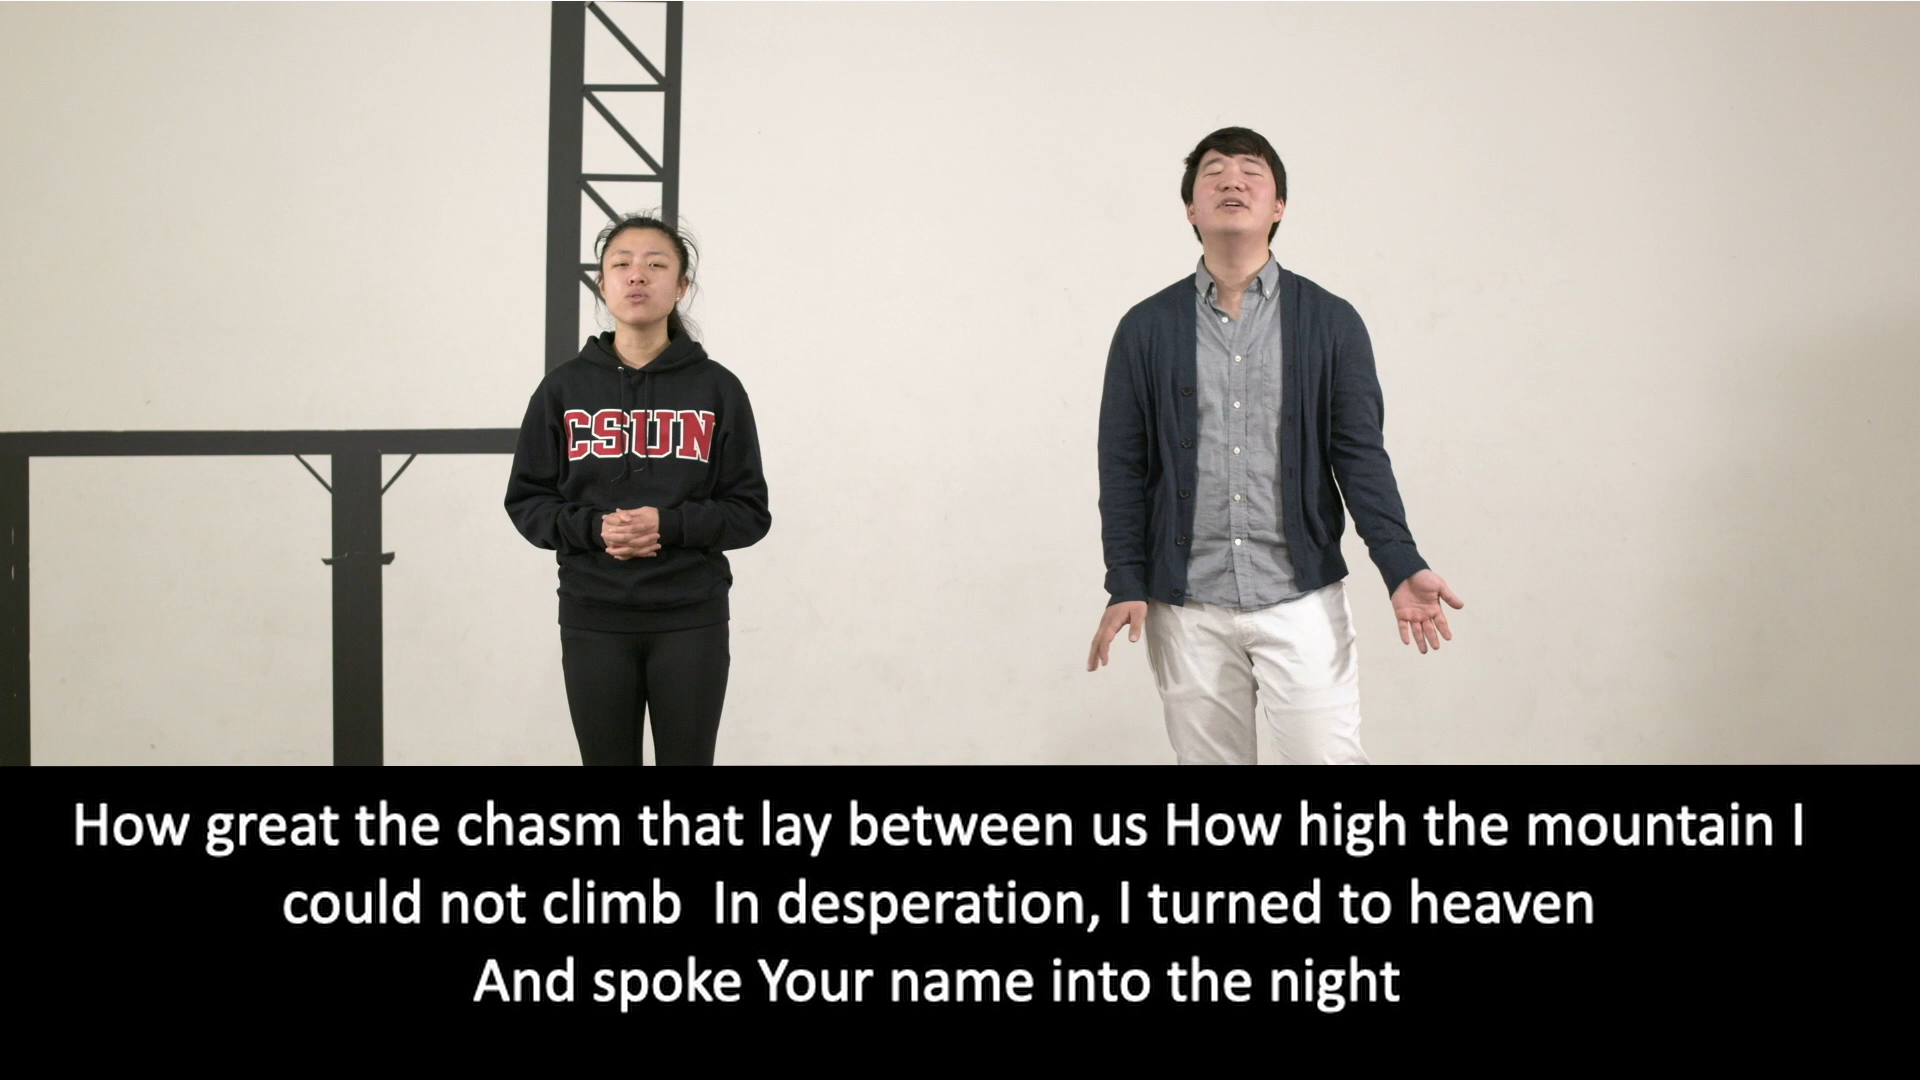 CSUN
How great the chasm that lay between us How high the mountain I
could not climb  In desperation, I turned to heaven
And spoke Your name into the night